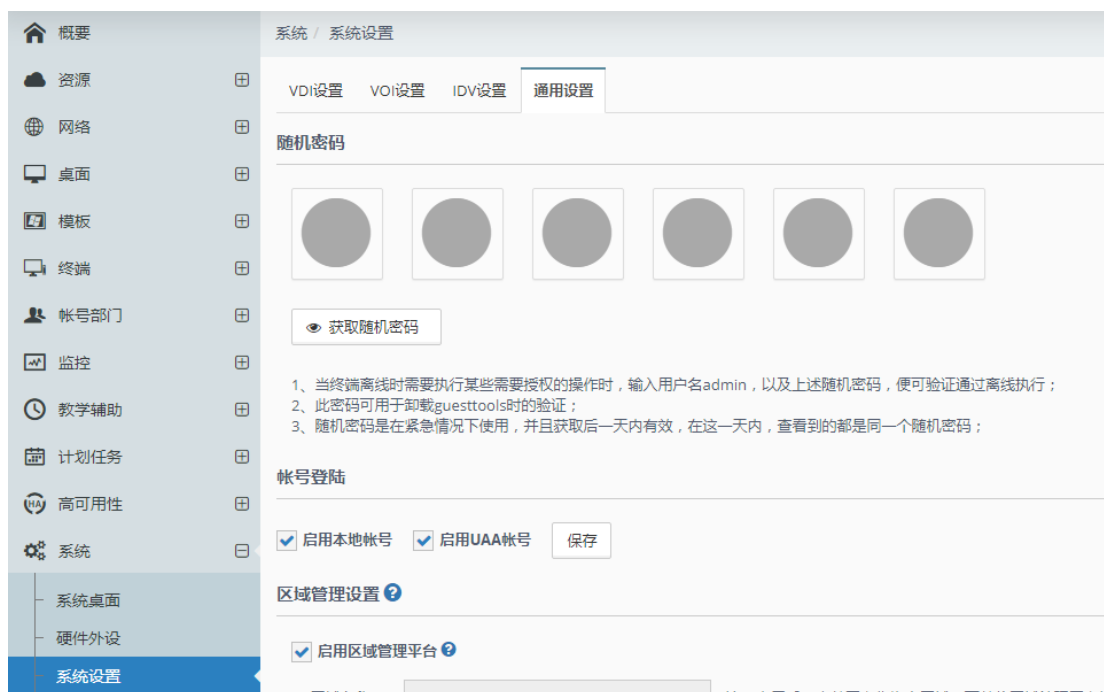 概要
系统 / 系统设置
资源
网络
桌面
模板
终端
帐号部门
监控
教学辅助
计划任务
HA 高可用性
系统
系统桌面
硬件外设
系统设置
VDI设置 VOI设置 IDV设置 通用设置
随机密码
获取随机密码
1、当终端离线时需要执行某些需要授权的操作时，输入用户名admin，以及上述随机密码，便可验证通过离线执行；
2、此密码可用于卸载guesttools时的验证；
3、随机密码是在紧急情况下使用，并且获取后一天内有效，在这一天内，查看到的都是同一个随机密码；
帐号登陆
启用本地帐号 启用UAA帐号 保存
区域管理设置 ?
启用区域管理平台 ?